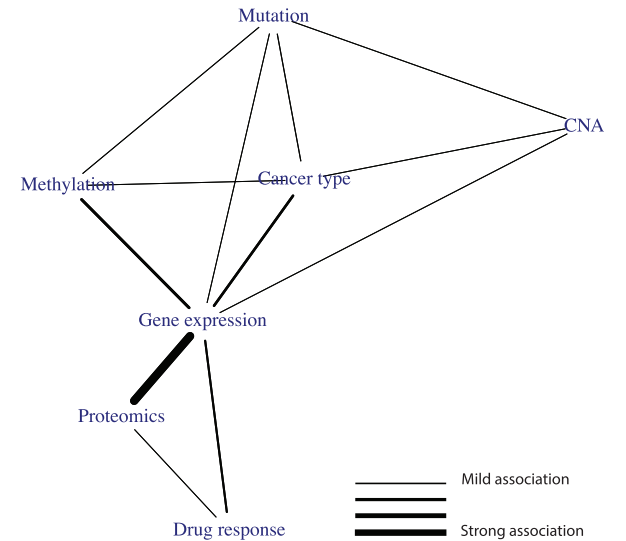 Mutation
CNA
Methylation
Cancer type
Gene expression
Proteomics
Drug response
Mild association
Strong association